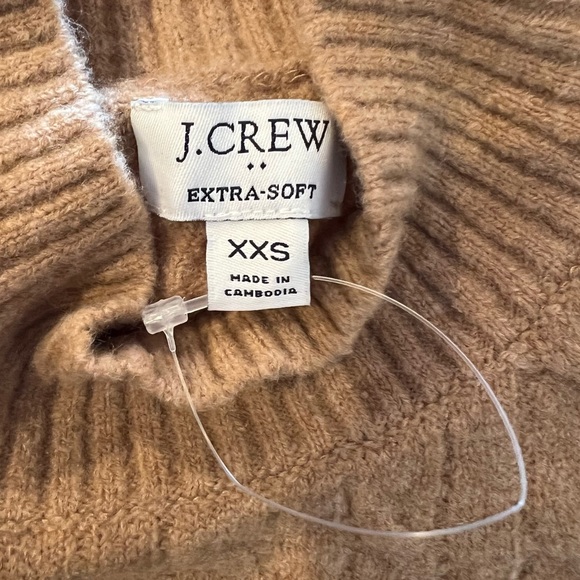 J.CREW
EXTRA-SOFT
XXS
MADE IN
CAMBODIA